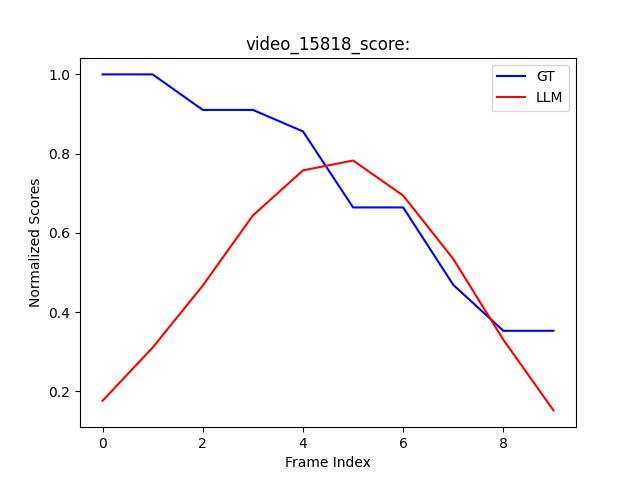 video_15818_score:
GT
LLM
1.0
0.8
0.6
0.4
0.2
Normalized Scores
0 2 4 6 8
Frame Index